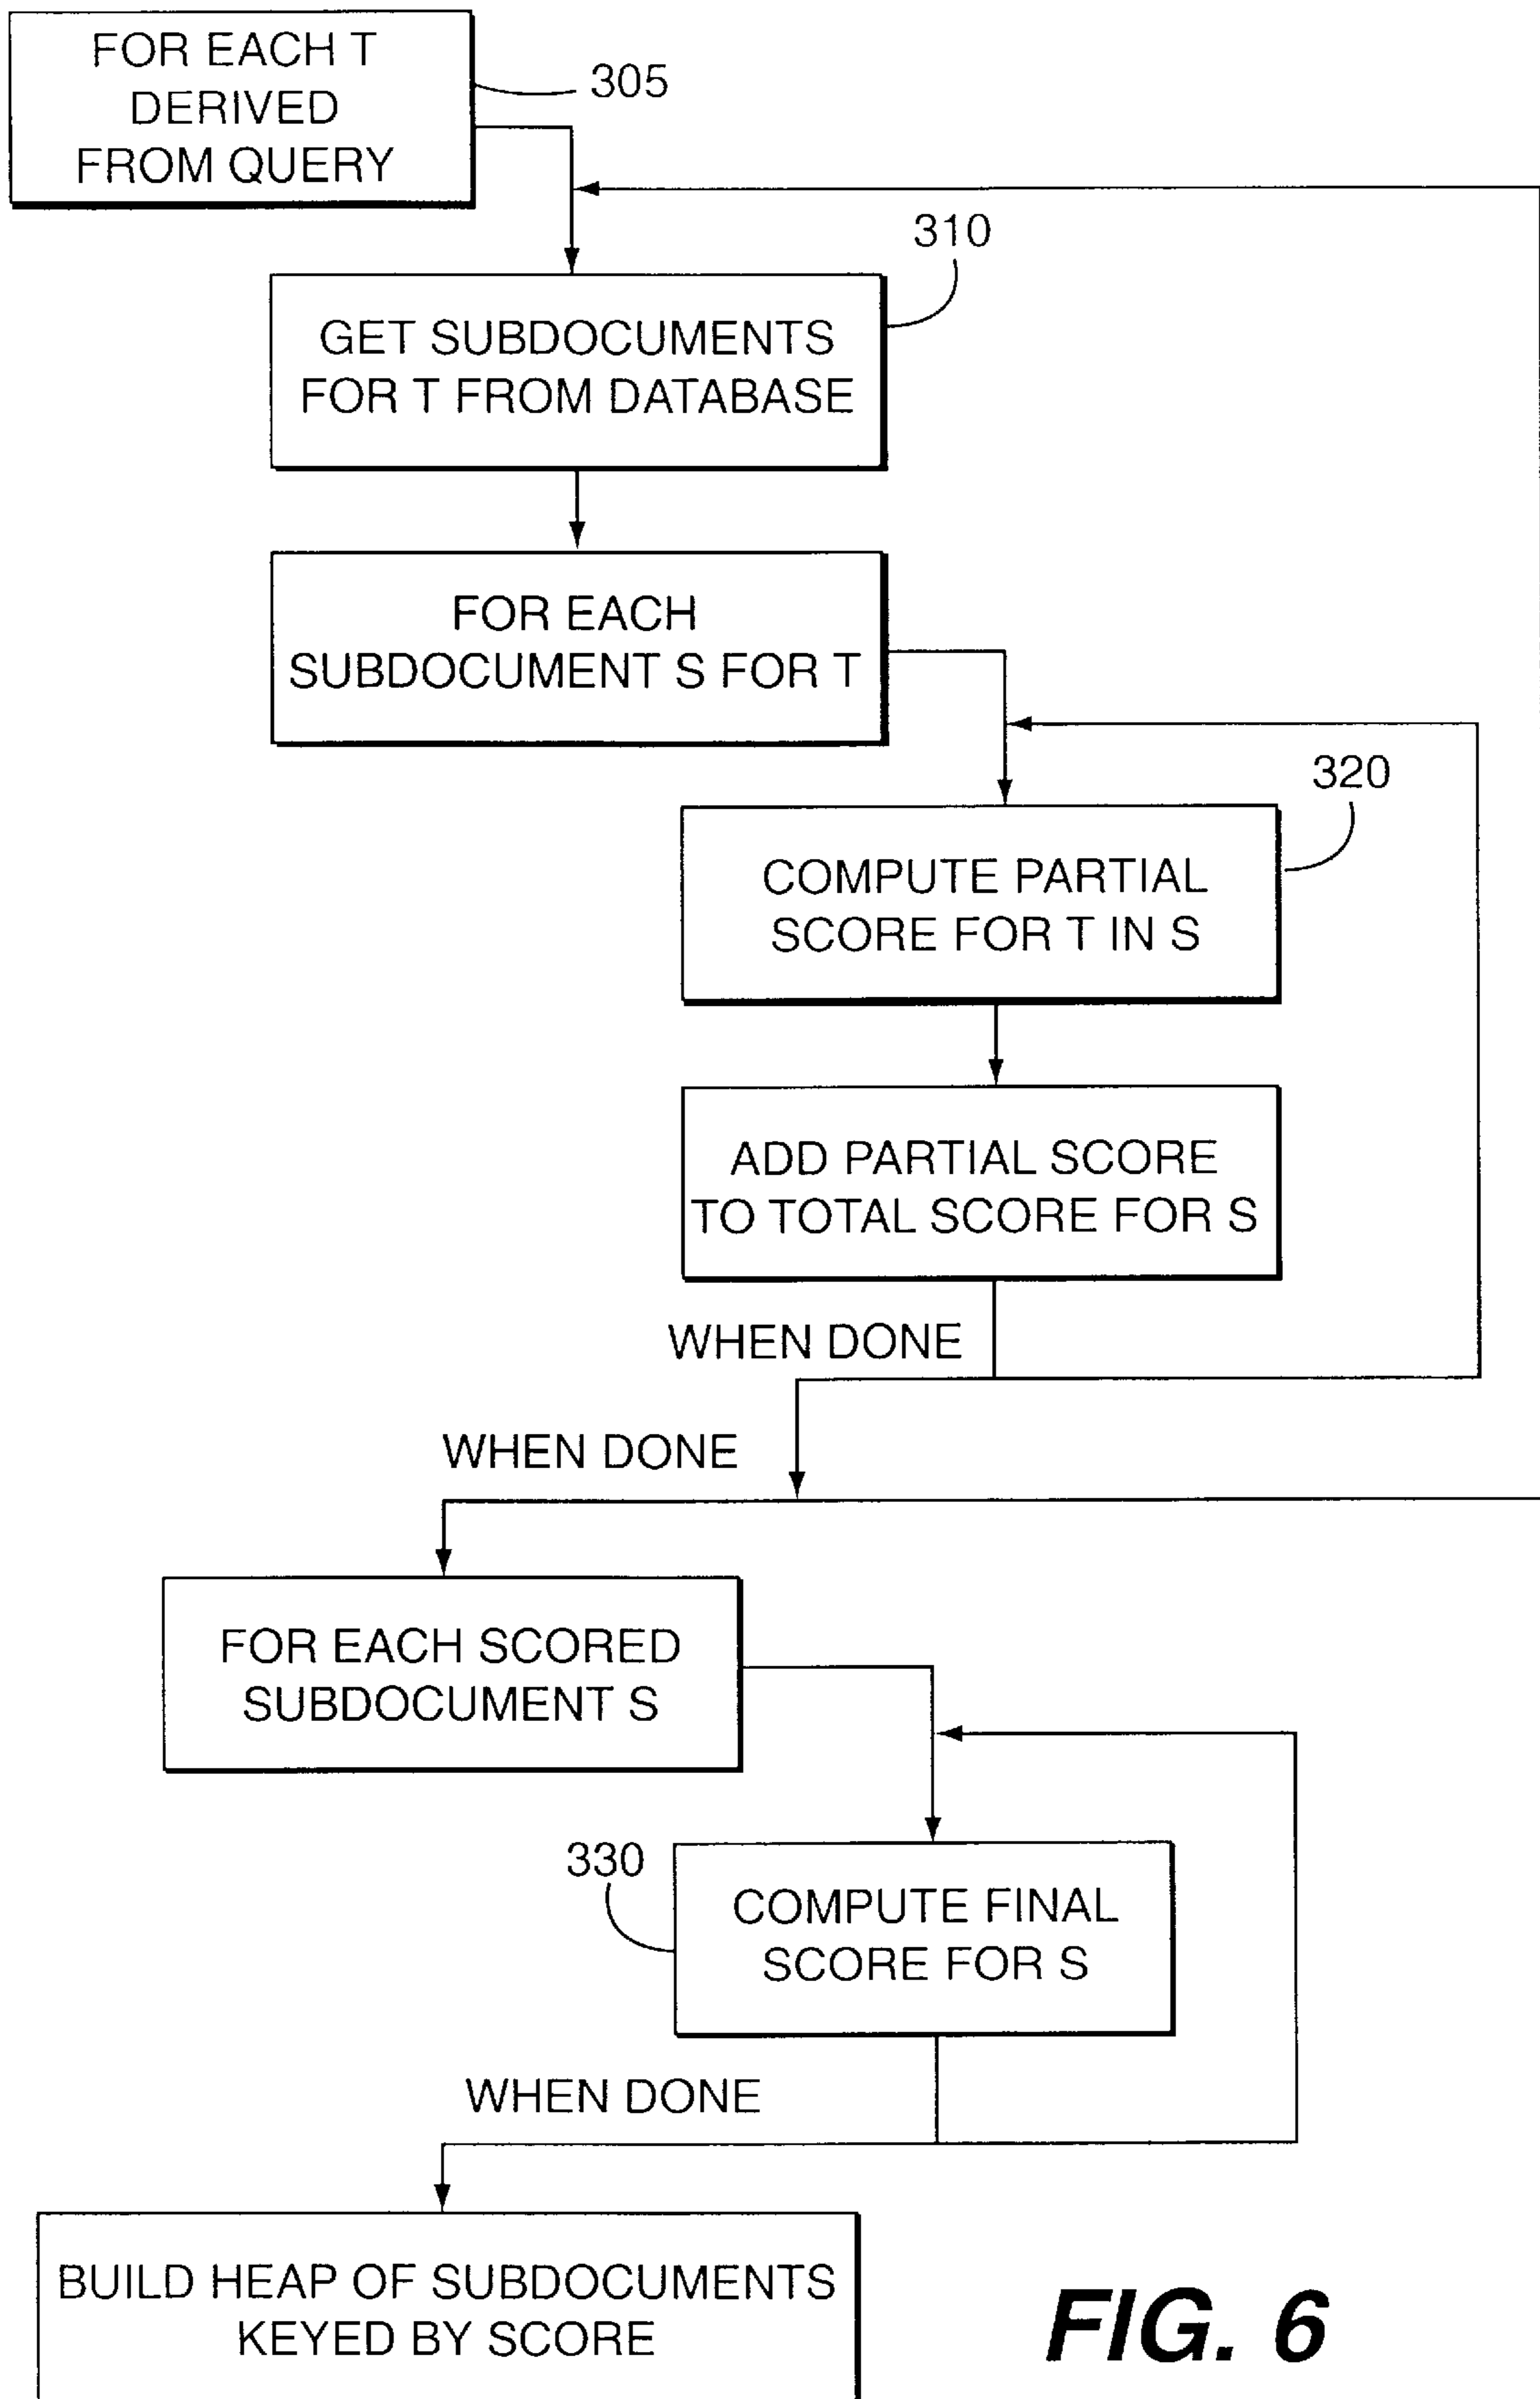 FOR EACH T
DERIVED
FROM QUERY
305
310
GET SUBDOCUMENTS
FOR T FROM DATABASE
FOR EACH
SUBDOCUMENT S FOR T
320
COMPUTE PARTIAL
SCORE FOR T IN S
ADD PARTIAL SCORE
TO TOTAL SCORE FOR S
WHEN DONE
WHEN DONE
FOR EACH SCORED
SUBDOCUMENT S
330
COMPUTE FINAL
SCORE FOR S
WHEN DONE
BUILD HEAP OF SUBDOCUMENTS
KEYED BY SCORE
FIG. 6